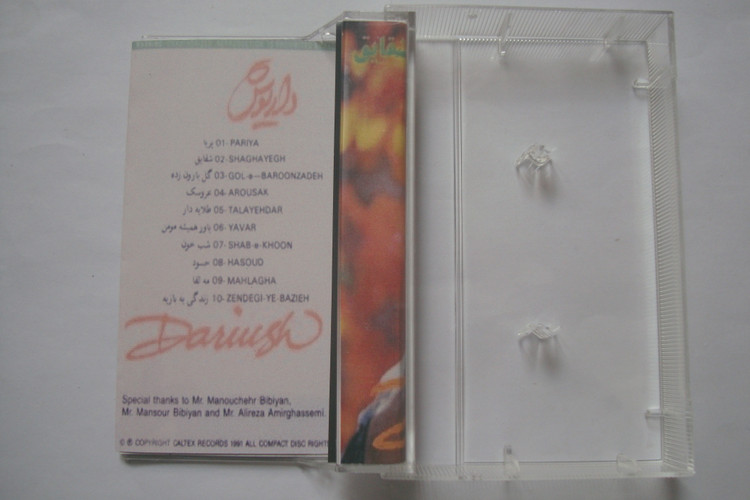 داریوش
پریا 01- PARIYA
شقایق 02- SHAGHAYEGH
گل بارون زده 03- GOL-e-BAROONZADEH
عروسک 04- AROUSAK
طلایه دار 05- TALAYEHDAR
یاور همیشه مومن 06- YAVAR
شب خون 07- SHAB-e-KHOON
حسود 08- HASOUD
مه لقا 09- MAHLAGHA
زندگی یه بازیه 10- ZENDEGI-YE-BAZIEH
Dariush
Special thanks to Mr. Manouchehr Bibiyan,
Mr. Mansour Bibiyan and Mr. Alireza Amirghassemi.
© ℗ COPYRIGHT CALTEX RECORDS 1991 ALL COMPACT DISC RIGHT
شقایق